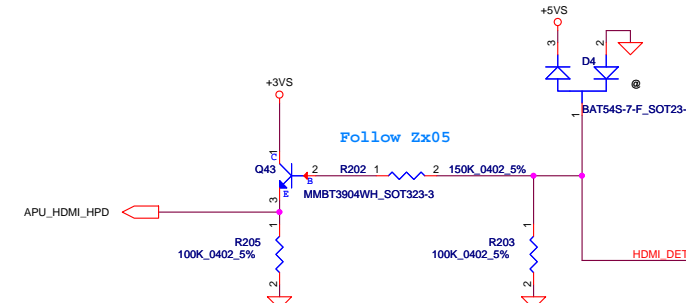 +5VS
3
2
D4
@
1
BAT54S-7-F_SOT23-
+3VS
Follow Zx05
1
C
Q43
2
R202
1
2
150K_0402_5%
B
E
MMBT3904WH_SOT323-3
3
APU_HDMI_HPD
1
R205
100K_0402_5%
2
1
R203
100K_0402_5%
2
HDMI_DET